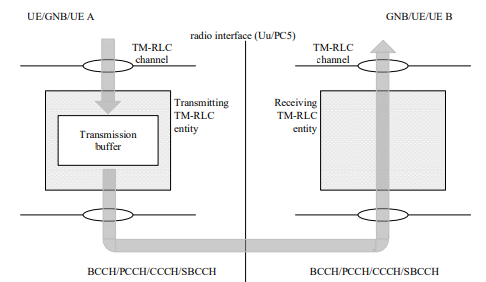 UE/GNB/UE A
GNB/UE/UE B
radio interface (Uu/PC5)
TM-RLC
channel
TM-RLC
channel
Transmitting
TM-RLC
entity
Receiving
TM-RLC
entity
Transmission
buffer
BCCH/PCCH/CCCH/SBCCH
BCCH/PCCH/CCCH/SBCCH